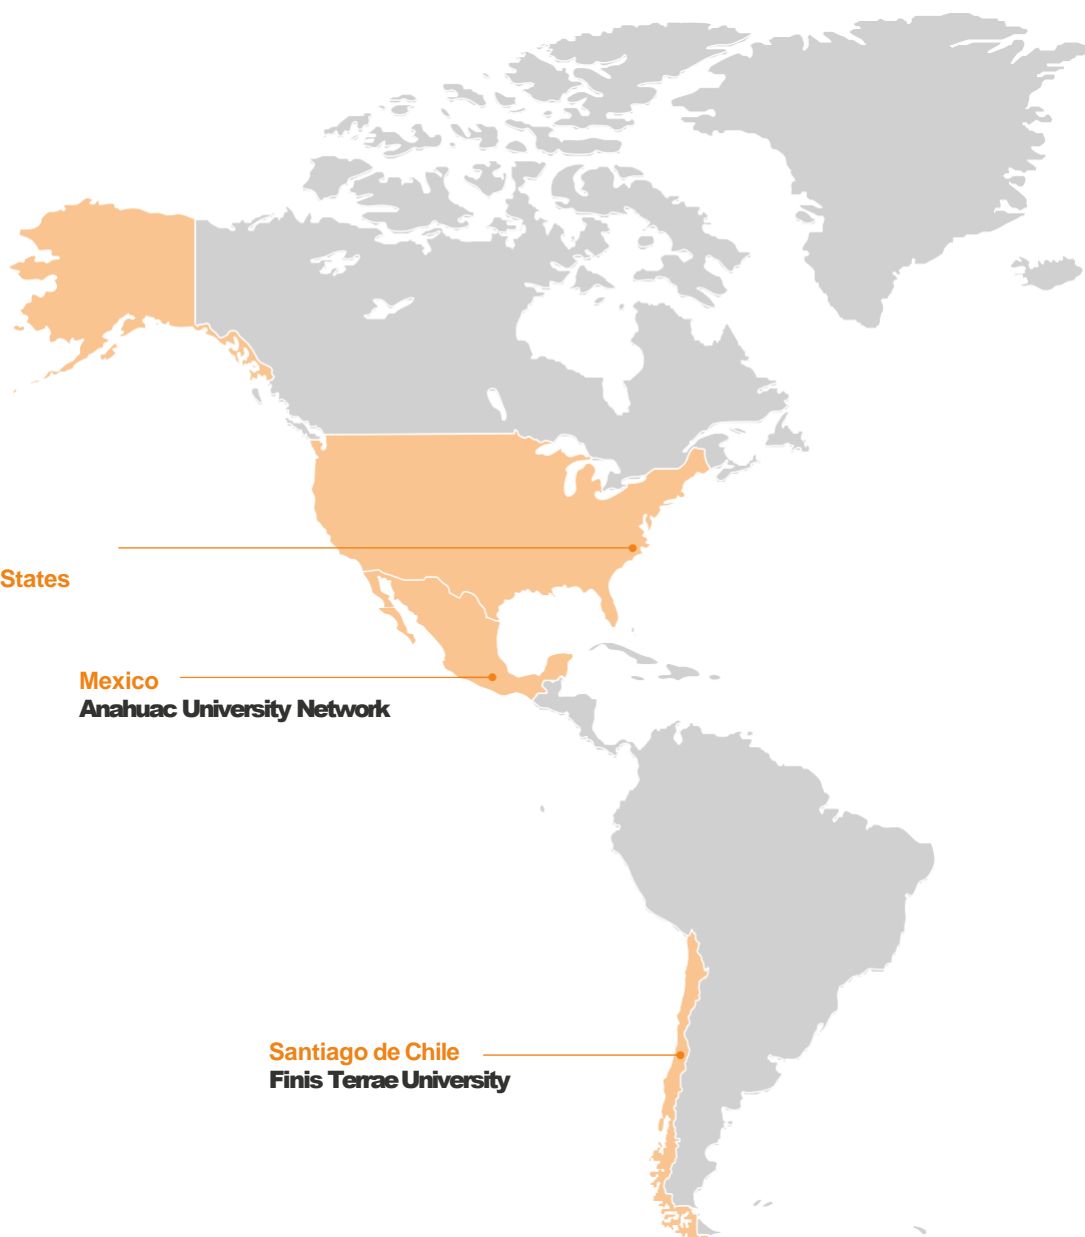 States
Mexico
Anahuac University Network
Santiago de Chile
Finis Terrae University